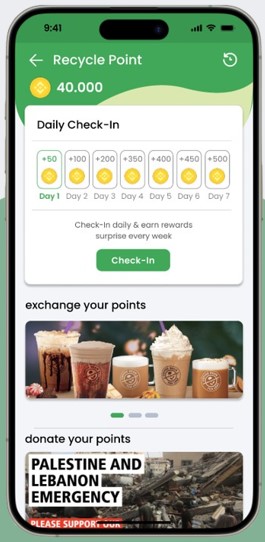 9:41
Recycle Point
40.000
Daily Check-In
+50 +100 +200 +350 +400 +450 +500
Day 1 Day 2 Day 3 Day 4 Day 5 Day 6 Day 7
Check-In daily & earn rewards
surprise every week
Check-In
exchange your points
donate your points
PALESTINE AND
LEBANON
EMERGENCY
PLEASE SUPPORT OUR